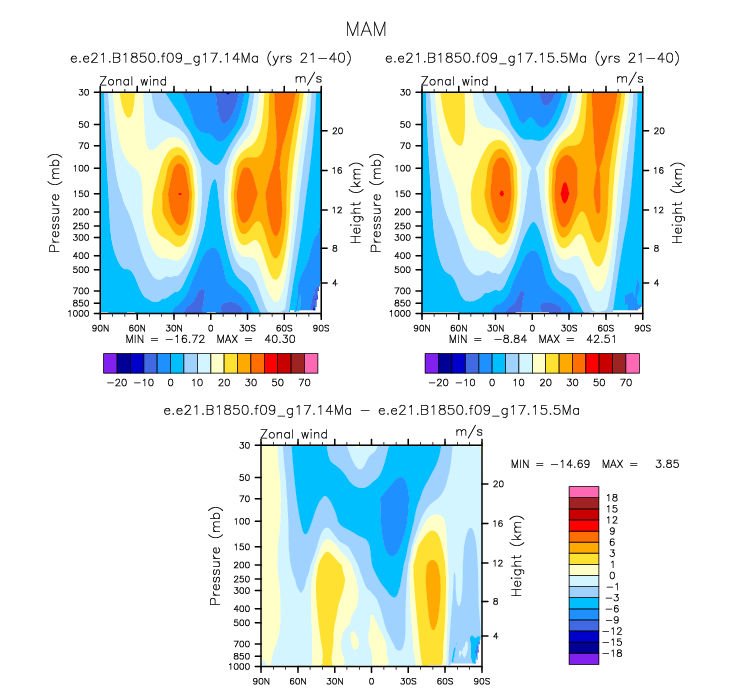 MAM
e.e21.B1850.f09_g17.14Ma (yrs 21-40) e.e21.B1850.f09_g17.15.5Ma (yrs 21-40)
Zonal wind m/s Zonal wind m/s
30 50 70 100 150 200 250 300 400 500 700 850 1000
Pressure (mb)
20 16 12 8 4
Height (km)
90N 60N 30N 0 30S 60S 90S
MIN = -16.72 MAX = 40.30
-20 -10 0 10 20 30 50 70
30 50 70 100 150 200 250 300 400 500 700 850 1000
Pressure (mb)
20 16 12 8 4
Height (km)
90N 60N 30N 0 30S 60S 90S
MIN = -8.84 MAX = 42.51
-20 -10 0 10 20 30 50 70
e.e21.B1850.f09_g17.14Ma - e.e21.B1850.f09_g17.15.5Ma
Zonal wind m/s
30 50 70 100 150 200 250 300 400 500 700 850 1000
Pressure (mb)
20 16 12 8 4
Height (km)
90N 60N 30N 0 30S 60S 90S
MIN = -14.69 MAX = 3.85
18
15
12
9
6
3
1
0
-1
-3
-6
-9
-12
-15
-18